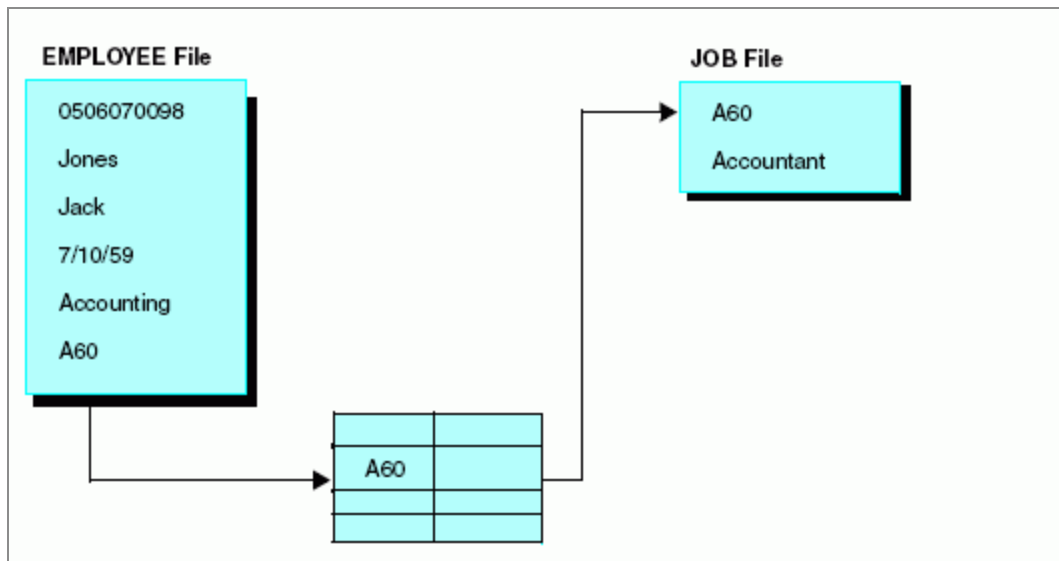 EMPLOYEE File
0506070098
Jones
Jack
7/10/59
Accounting
A60
A60
JOB File
A60
Accountant